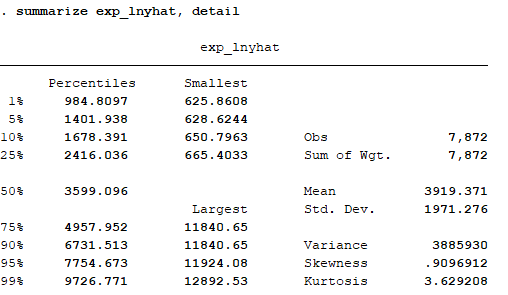 . summarize exp_lnyhat, detail
exp_lnyhat
Percentiles Smallest
1% 984.8097 625.8608
5% 1401.938 628.6244
10% 1678.391 650.7963 Obs 7,872
25% 2416.036 665.4033 Sum of Wgt. 7,872
50% 3599.096 Mean 3919.371
Largest Std. Dev. 1971.276
75% 4957.952 11840.65
90% 6731.513 11840.65 Variance 3885930
95% 7754.673 11924.08 Skewness .9096912
99% 9726.771 12892.53 Kurtosis 3.629208